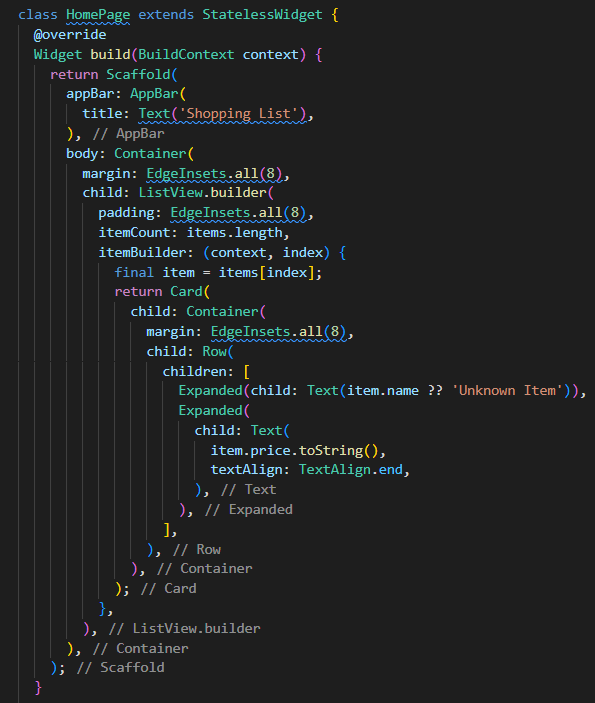 class HomePage extends StatelessWidget {
  @override
  Widget build(BuildContext context) {
    return Scaffold(
      appBar: AppBar(
        title: Text('Shopping List'),
      ), // AppBar
      body: Container(
        margin: EdgeInsets.all(8),
        child: ListView.builder(
          padding: EdgeInsets.all(8),
          itemCount: items.length,
          itemBuilder: (context, index) {
            final item = items[index];
            return Card(
              child: Container(
                margin: EdgeInsets.all(8),
                child: Row(
                  children: [
                    Expanded(child: Text(item.name ?? 'Unknown Item')),
                    Expanded(
                      child: Text(
                        item.price.toString(),
                        textAlign: TextAlign.end,
                      ), // Text
                    ), // Expanded
                  ],
                ), // Row
              ), // Container
            ); // Card
          },
        ), // ListView.builder
      ), // Container
    ); // Scaffold
  }